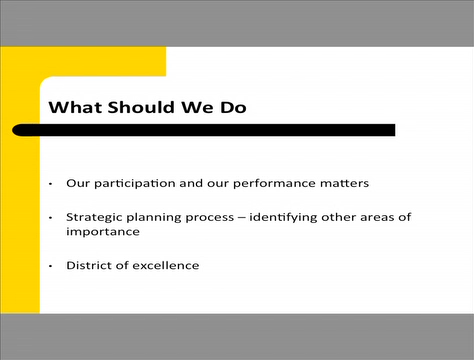 What Should We Do
• Our participation and our performance matters
• Strategic planning process – identifying other areas of
importance
• District of excellence